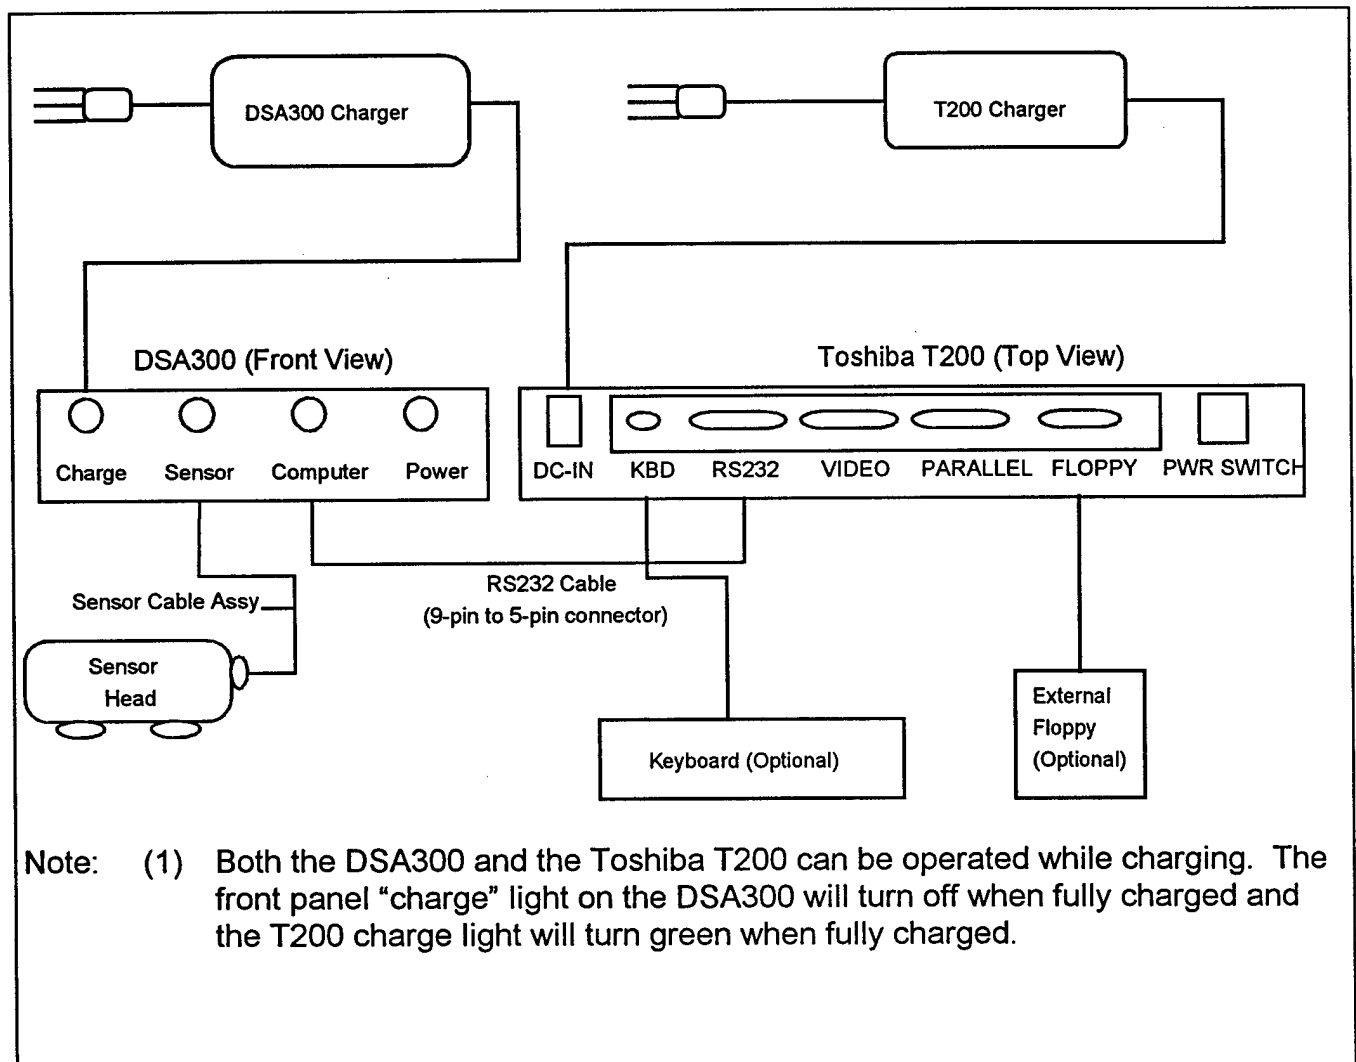 DSA300 Charger
T200 Charger
DSA300 (Front View)
Toshiba T200 (Top View)
Charge Sensor Computer Power
DC-IN KBD RS232 VIDEO PARALLEL FLOPPY PWR SWITCH
RS232 Cable
(9-pin to 5-pin connector)
Sensor Cable Assy
Sensor
Head
Keyboard (Optional)
External
Floppy
(Optional)
Note: (1) Both the DSA300 and the Toshiba T200 can be operated while charging. The
front panel “charge” light on the DSA300 will turn off when fully charged and
the T200 charge light will turn green when fully charged.